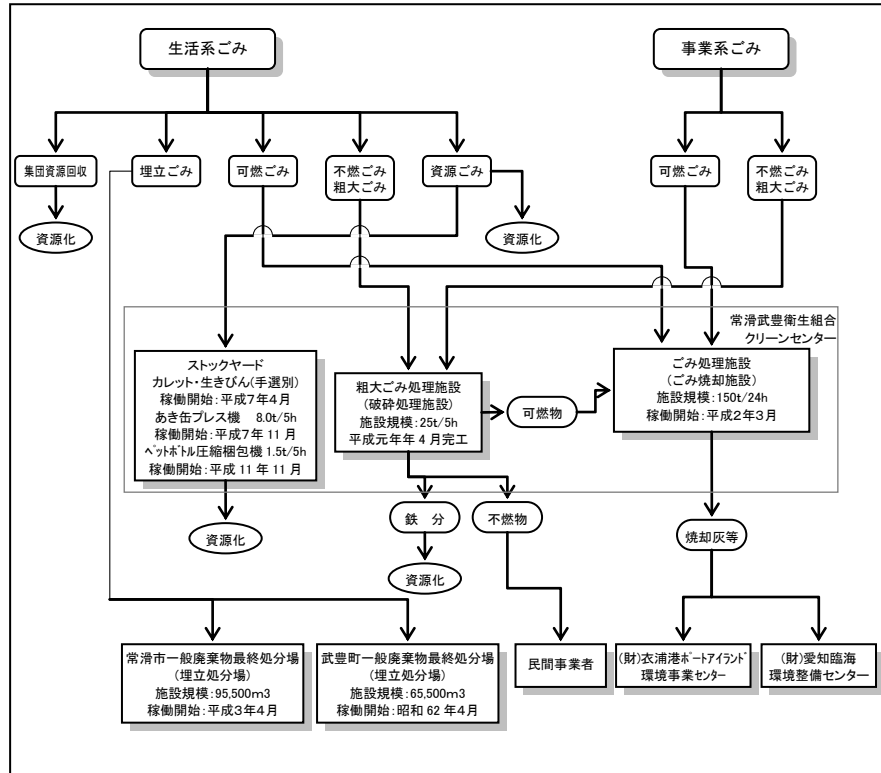 生活系ごみ
事業系ごみ
集団資源回収
埋立ごみ
可燃ごみ
不燃ごみ
粗大ごみ
資源ごみ
可燃ごみ
不燃ごみ
粗大ごみ
資源化
資源化
常滑武豊衛生組合
クリーンセンター
ストックヤード
カレット・生きびん(手選別)
稼働開始:平成7年4月
あき缶プレス機 8.0t/5h
稼働開始:平成7年11月
ペットボトル圧縮梱包機 1.5t/5h
稼働開始:平成11年11月
粗大ごみ処理施設
(破砕処理施設)
施設規模:25t/5h
平成元年年4月完工
可燃物
ごみ処理施設
(ごみ焼却施設)
施設規模:150t/24h
稼働開始:平成2年3月
資源化
鉄 分
不燃物
焼却灰等
資源化
常滑市一般廃棄物最終処分場
(埋立処分場)
施設規模:95,500m3
稼働開始:平成3年4月
武豊町一般廃棄物最終処分場
(埋立処分場)
施設規模:65,500m3
稼働開始:昭和62年4月
民間事業者
(財)衣浦港ポートアイランド
環境事業センター
(財)愛知臨海
環境整備センター